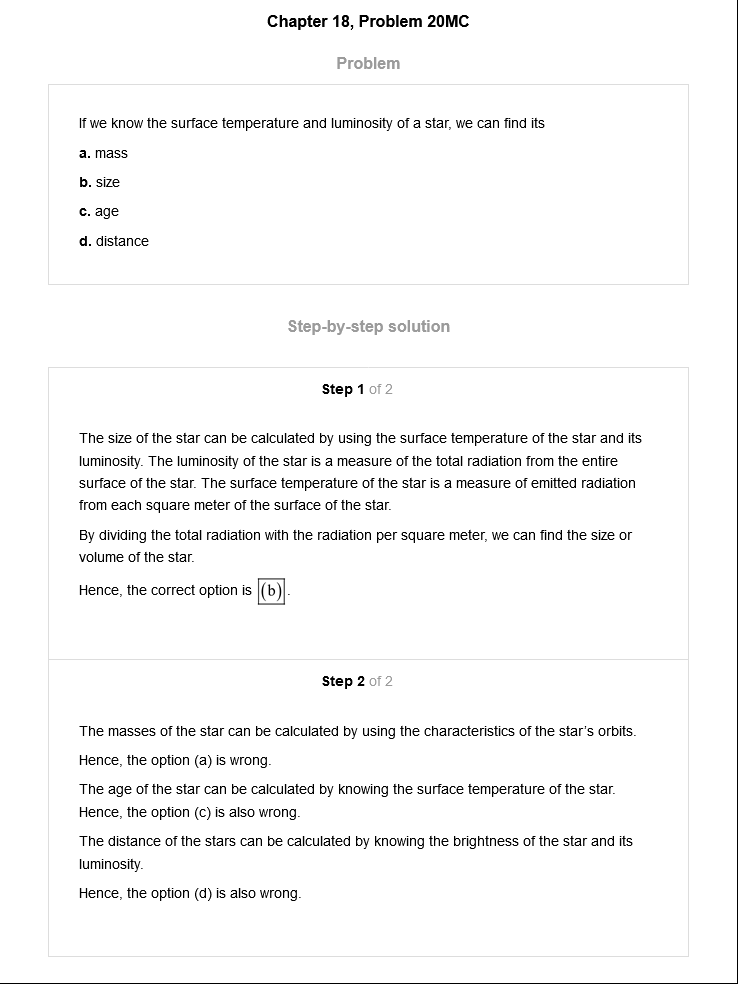 Chapter 18, Problem 20MC
Problem
If we know the surface temperature and luminosity of a star, we can find its
a. mass
b. size
c. age
d. distance
Step-by-step solution
Step 1 of 2
The size of the star can be calculated by using the surface temperature of the star and its
luminosity. The luminosity of the star is a measure of the total radiation from the entire
surface of the star. The surface temperature of the star is a measure of emitted radiation
from each square meter of the surface of the star.
By dividing the total radiation with the radiation per square meter, we can find the size or
volume of the star.
Hence, the correct option is (b).
Step 2 of 2
The masses of the star can be calculated by using the characteristics of the star's orbits.
Hence, the option (a) is wrong.
The age of the star can be calculated by knowing the surface temperature of the star.
Hence, the option (c) is also wrong.
The distance of the stars can be calculated by knowing the brightness of the star and its
luminosity.
Hence, the option (d) is also wrong.